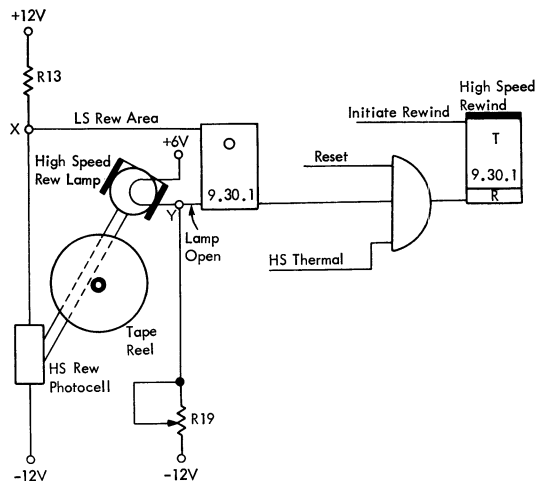 +12V
R13
X
LS Rew Area
+6V
High Speed
Rew Lamp
O
9.30.1
Y
Lamp
Open
Initiate Rewind
High Speed
Rewind
T
9.30.1
R
Reset
HS Thermal
Tape
Reel
HS Rew
Photocell
R19
-12V
-12V